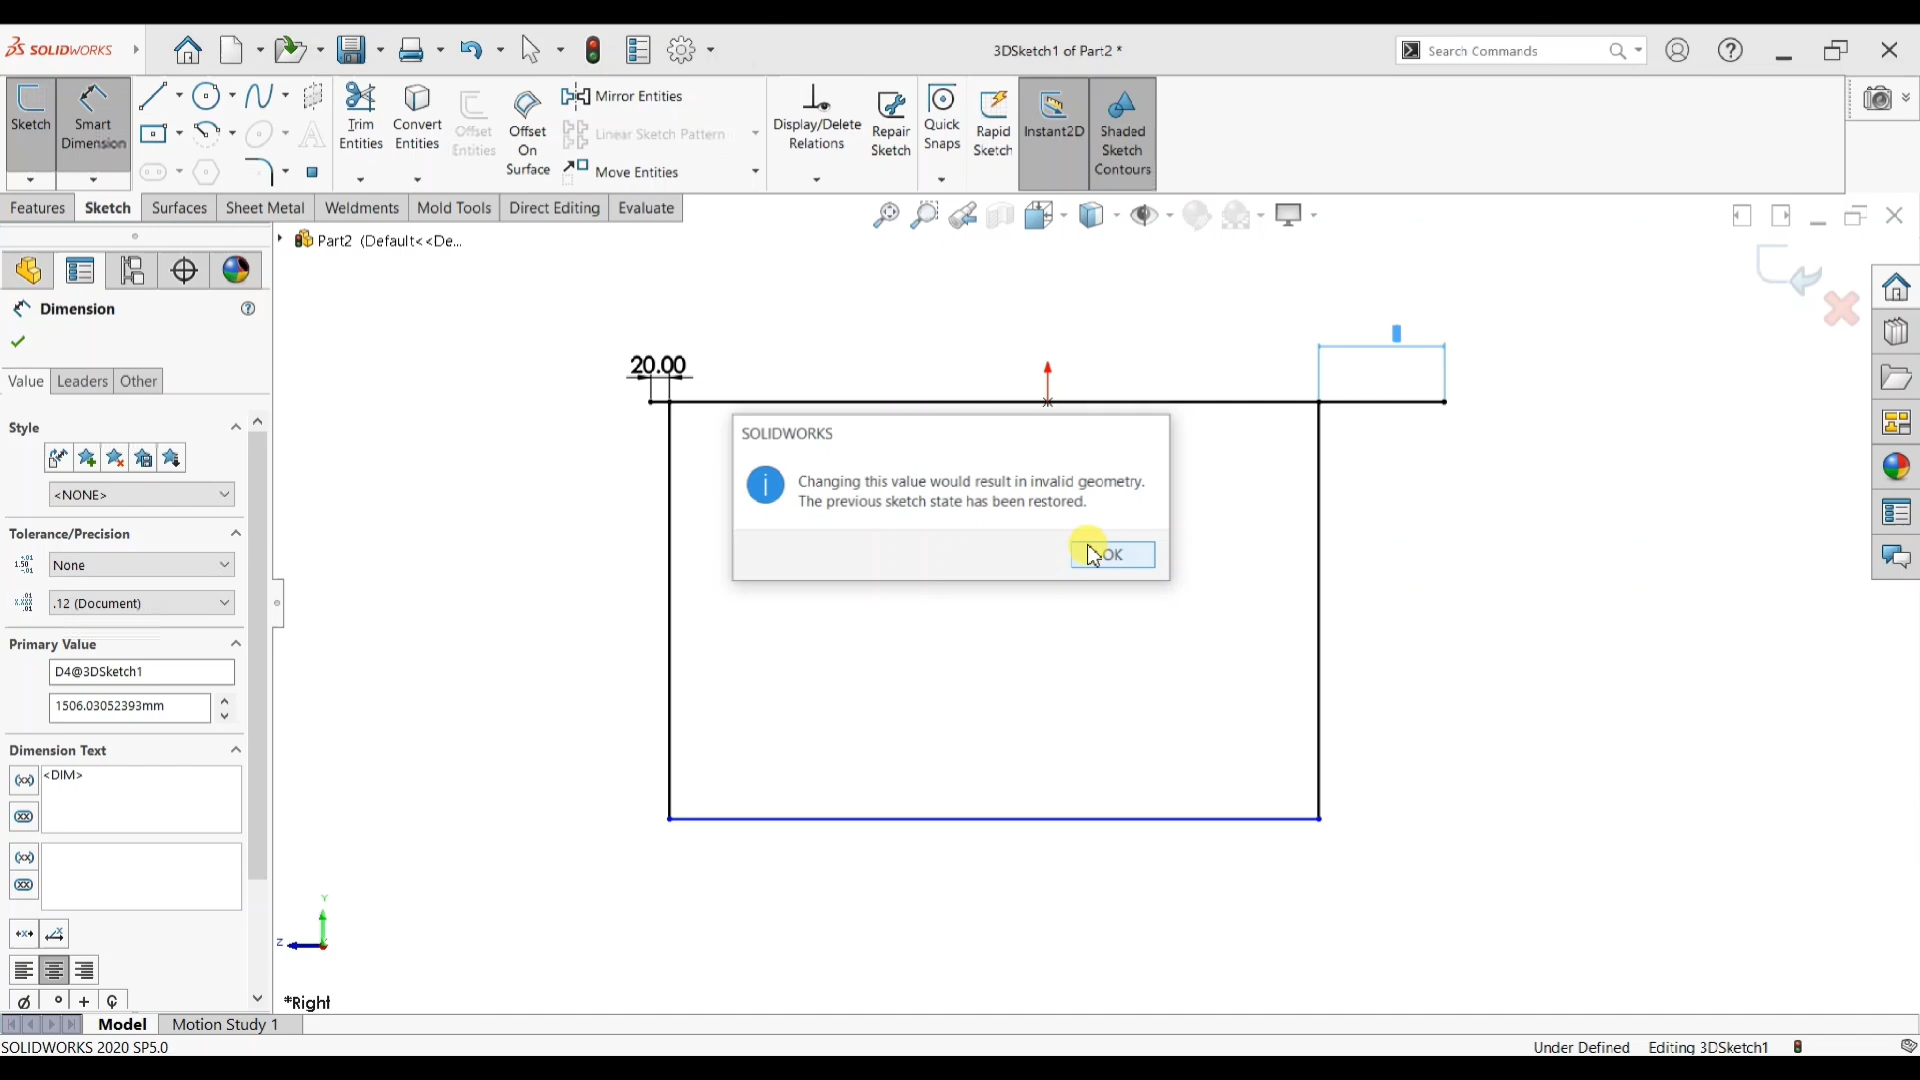 SOLIDWORKS
3DSketch1 of Part2 *
Search Commands
Sketch
Smart Dimension
Trim Entities
Convert Entities
Offset Entities
Offset On Surface
Mirror Entities
Linear Sketch Pattern
Move Entities
Display/Delete Relations
Repair Sketch
Quick Snaps
Rapid Sketch
Instant2D
Shaded Sketch Contours
Features
Sketch
Surfaces
Sheet Metal
Weldments
Mold Tools
Direct Editing
Evaluate
Part2 (Default<<De...
Dimension
Value
Leaders
Other
Style
<NONE>
Tolerance/Precision
None
.12 (Document)
Primary Value
D4@3DSketch1
1506.03052393mm
Dimension Text
<DIM>
20.00
SOLIDWORKS
Changing this value would result in invalid geometry.
The previous sketch state has been restored.
OK
Y
Z
*Right
Model
Motion Study 1
SOLIDWORKS 2020 SP5.0
Under Defined
Editing 3DSketch1